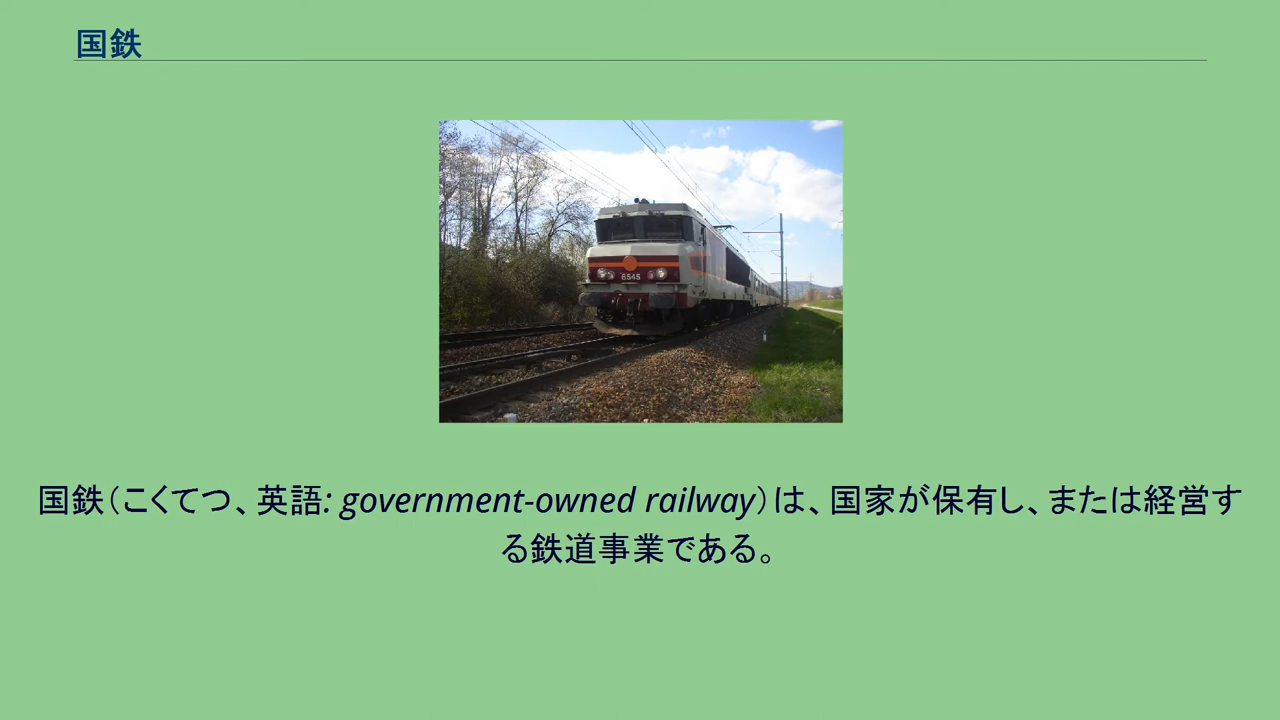 国鉄
6545
国鉄（こくてつ、英語: government-owned railway）は、国家が保有し、または経営す
る鉄道事業である。